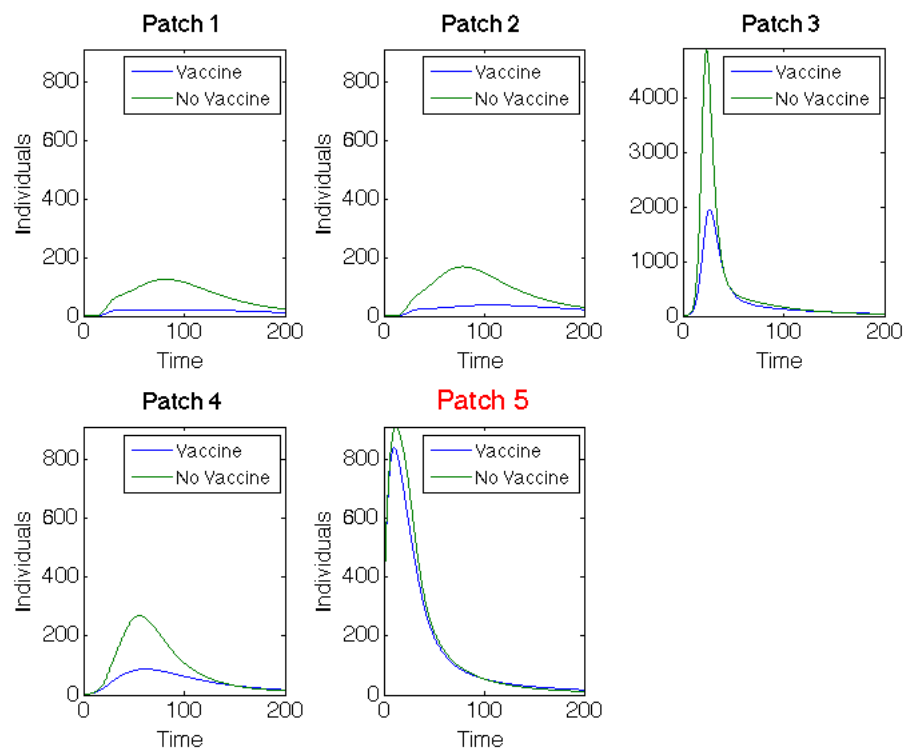 Patch 1
Vaccine
No Vaccine
Individuals
800
600
400
200
0
0 100 200
Time
Patch 2
Vaccine
No Vaccine
Individuals
800
600
400
200
0
0 100 200
Time
Patch 3
Vaccine
No Vaccine
4000
3000
2000
1000
0
0 50 100 150 200
Time
Patch 4
Vaccine
No Vaccine
Individuals
800
600
400
200
0
0 100 200
Time
Patch 5
Vaccine
No Vaccine
Individuals
800
600
400
200
0
0 100 200
Time